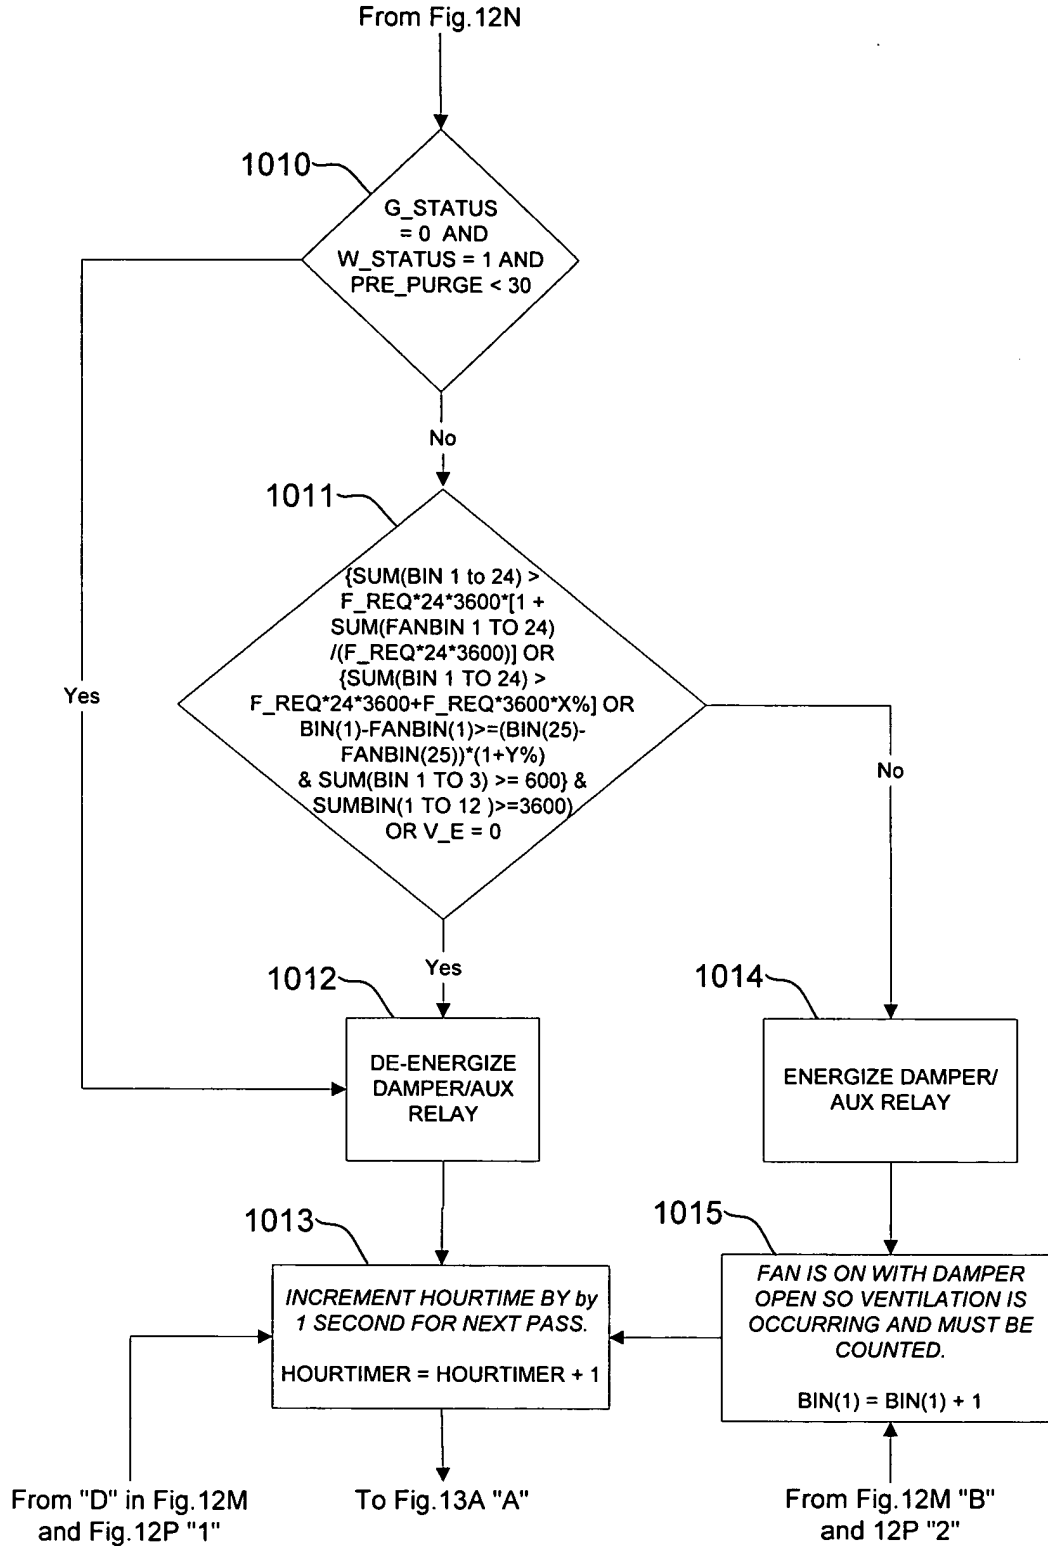 From Fig.12N
1010
G_STATUS
= 0 AND
W_STATUS = 1 AND
PRE_PURGE < 30
No
1011
{SUM(BIN 1 to 24) >
F_REQ*24*3600*[1 +
SUM(FANBIN 1 TO 24)
/(F_REQ*24*3600)] OR
{SUM(BIN 1 TO 24) >
F_REQ*24*3600+F_REQ*3600*X%] OR
BIN(1)-FANBIN(1)>=(BIN(25)-
FANBIN(25))*(1+Y%)
& SUM(BIN 1 TO 3) >= 600} &
SUMBIN(1 TO 12 )>=3600)
OR V_E = 0
Yes
No
Yes
1012
DE-ENERGIZE
DAMPER/AUX
RELAY
1014
ENERGIZE DAMPER/
AUX RELAY
1013
INCREMENT HOURTIME BY by
1 SECOND FOR NEXT PASS.
HOURTIMER = HOURTIMER + 1
1015
FAN IS ON WITH DAMPER
OPEN SO VENTILATION IS
OCCURRING AND MUST BE
COUNTED.
BIN(1) = BIN(1) + 1
From "D" in Fig.12M
and Fig.12P "1"
To Fig.13A "A"
From Fig.12M "B"
and 12P "2"